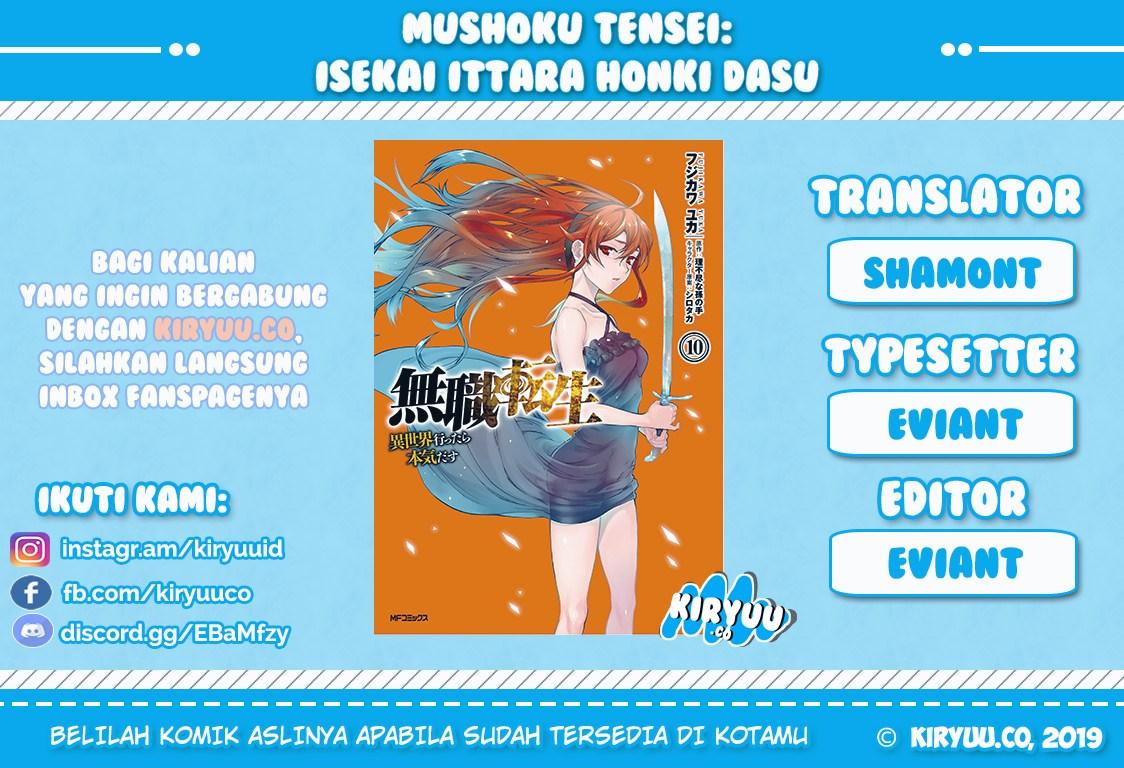 MUSHOKU TENSEI:
ISEKAI ITTARA HONKI DASU
BAGI KALIAN
YANG INGIN BERGABUNG
DENGAN KIRYUU.CO,
SILAHKAN LANGSUNG
INBOX FANSPAGENYA
IKUTI KAMI:
instagr.am/kiryuuid
fb.com/kiryuuco
discord.gg/EBaMfzy
FUJIKAWA YUKA
フジカワ ユカ
原作：理不尽な孫の手
キャラクター原案：シロタカ
10
無職転生
異世界行ったら
本気だす
MFコミックス
KIRYUU
.CO
TRANSLATOR
SHAMONT
TYPESETTER
EVIANT
EDITOR
EVIANT
BELILAH KOMIK ASLINYA APABILA SUDAH TERSEDIA DI KOTAMU
© KIRYUU.CO, 2019